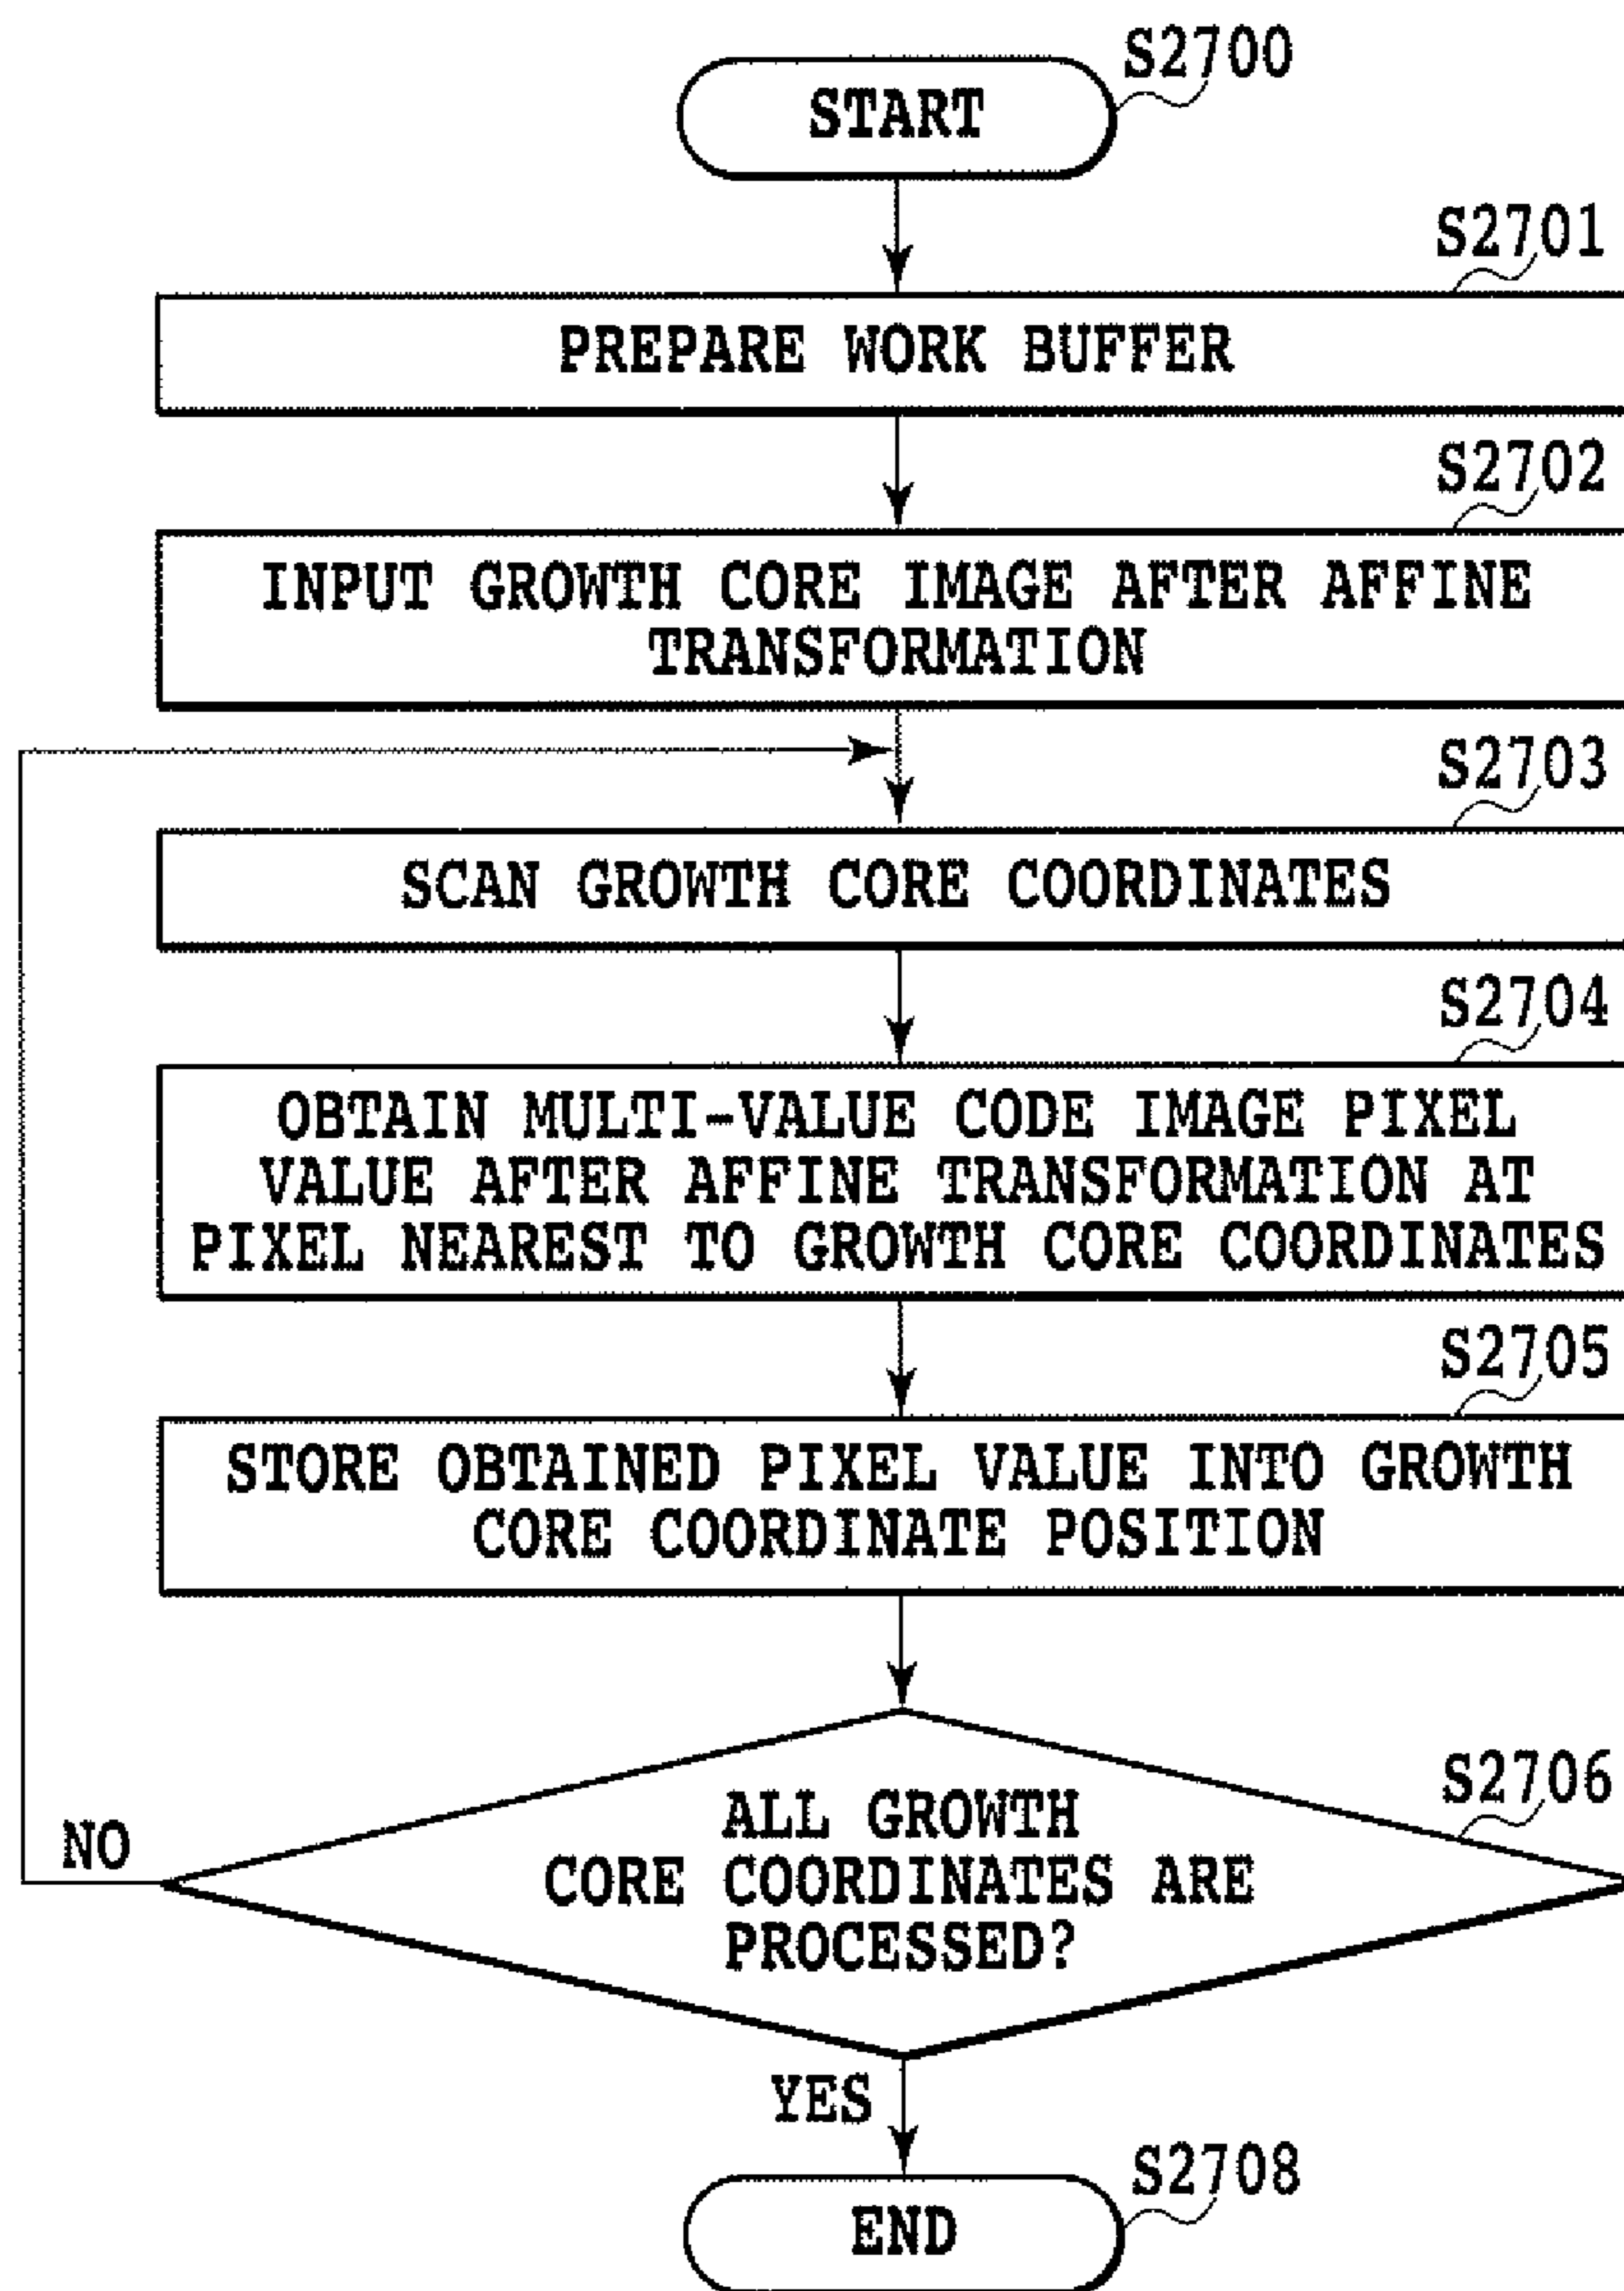 S2700
START
S2701
PREPARE WORK BUFFER
S2702
INPUT GROWTH CORE IMAGE AFTER AFFINE
TRANSFORMATION
S2703
SCAN GROWTH CORE COORDINATES
S2704
OBTAIN MULTI-VALUE CODE IMAGE PIXEL
VALUE AFTER AFFINE TRANSFORMATION AT
PIXEL NEAREST TO GROWTH CORE COORDINATES
S2705
STORE OBTAINED PIXEL VALUE INTO GROWTH
CORE COORDINATE POSITION
S2706
ALL GROWTH
CORE COORDINATES ARE
PROCESSED?
NO
YES
S2708
END